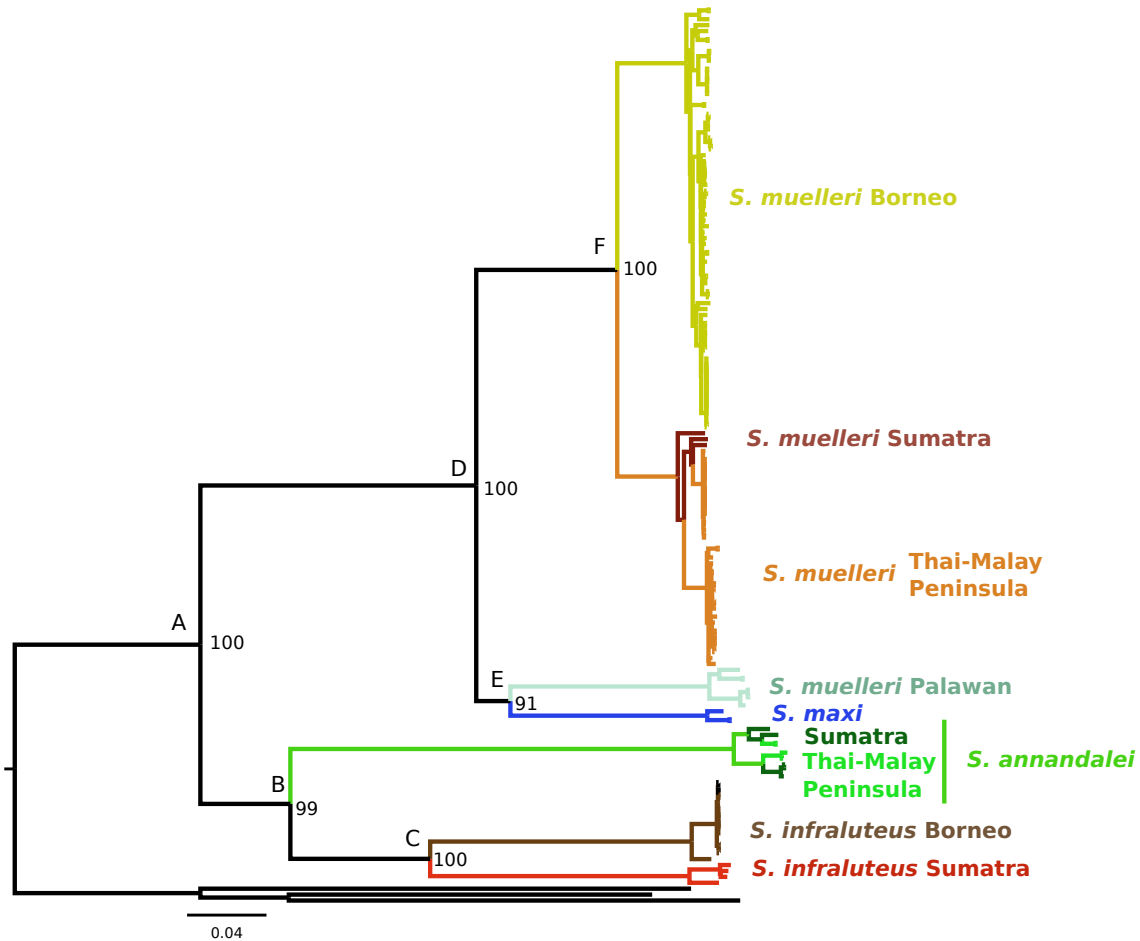 S. muelleri Borneo
F
100
S. muelleri Sumatra
D
100
S. muelleri Thai-Malay
Peninsula
A
100
E
91
S. muelleri Palawan
S. maxi
Sumatra
Thai-Malay
Peninsula
S. annandalei
B
99
C
100
S. infraluteus Borneo
S. infraluteus Sumatra
0.04